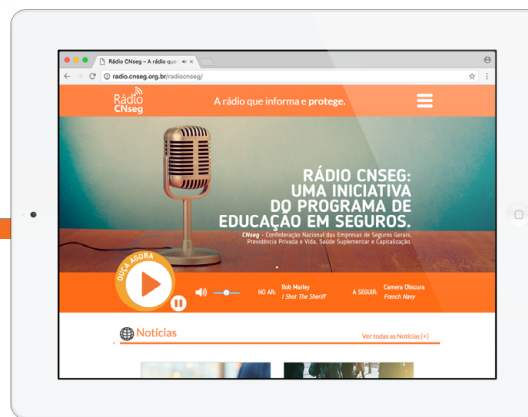 Rádio CNseg – A rádio que
radio.cnseg.org.br/radiocnseg/
Rádio
CNseg
A rádio que informa e protege.
RÁDIO CNSEG:
UMA INICIATIVA
DO PROGRAMA DE
EDUCAÇÃO EM SEGUROS.
CNseg - Confederação Nacional das Empresas de Seguros Gerais,
Previdência Privada e Vida, Saúde Suplementar e Capitalização.
OUÇA AGORA
NO AR:
Bob Murley
I Shot The Sheriff
A SEGUIR:
Camera Obscura
French Navy
Notícias
Ver todas as Notícias [+]